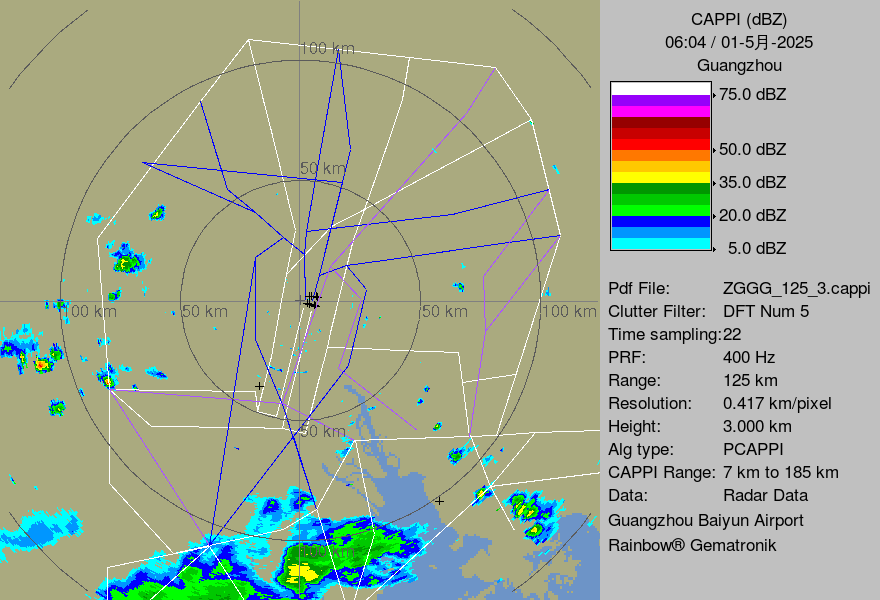 CAPPI (dBZ)
06:04 / 01-5月-2025
Guangzhou
75.0 dBZ
50.0 dBZ
35.0 dBZ
20.0 dBZ
5.0 dBZ
Pdf File: ZGGG_125_3.cappi
Clutter Filter: DFT Num 5
Time sampling:22
PRF: 400 Hz
Range: 125 km
Resolution: 0.417 km/pixel
Height: 3.000 km
Alg type: PCAPPI
CAPPI Range: 7 km to 185 km
Data: Radar Data
Guangzhou Baiyun Airport
Rainbow® Gematronik
100 km
50 km
00 km
50 km
50 km
100 km
50 km